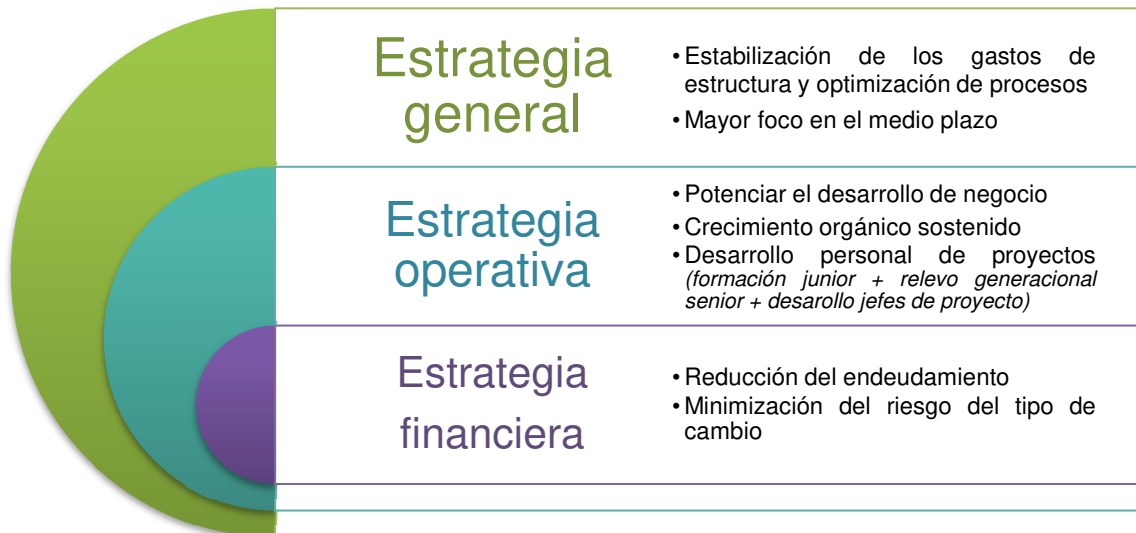 Estrategia
general
• Estabilización de los gastos de
estructura y optimización de procesos
• Mayor foco en el medio plazo
Estrategia
operativa
• Potenciar el desarrollo de negocio
• Crecimiento orgánico sostenido
• Desarrollo personal de proyectos
(formación junior + relevo generacional
senior + desarollo jefes de proyecto)
Estrategia
financiera
• Reducción del endeudamiento
• Minimización del riesgo del tipo de
cambio